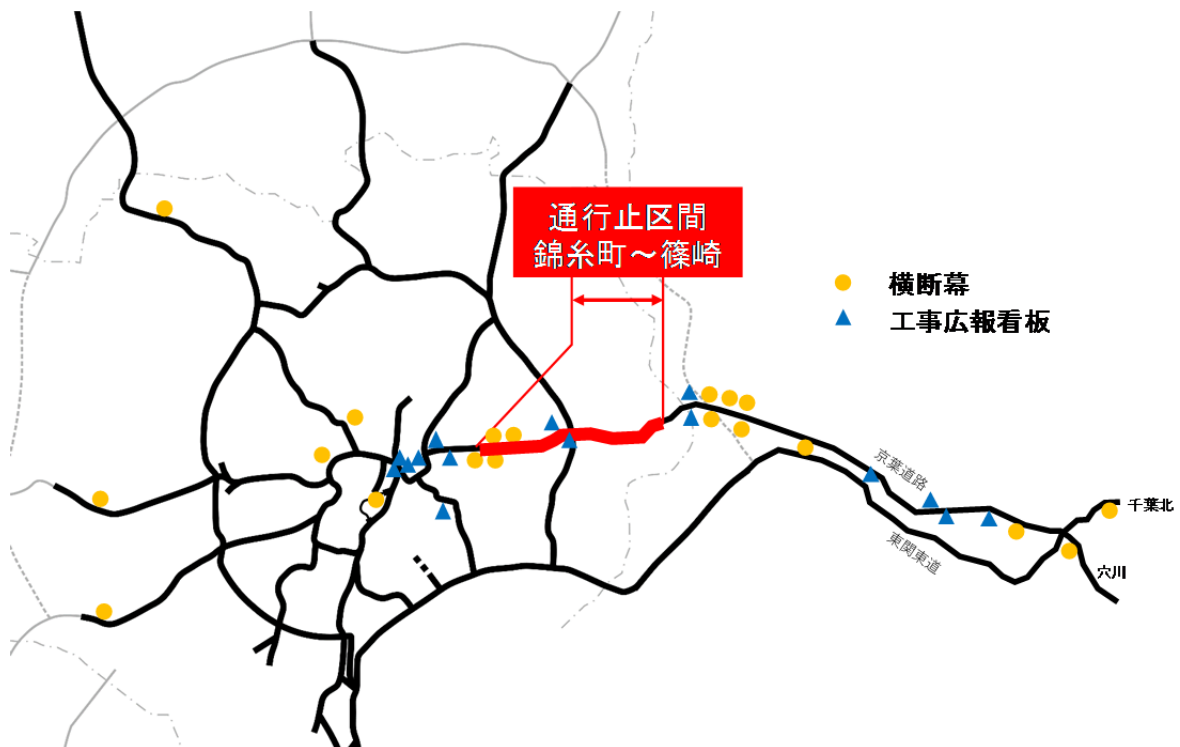 通行止区間
錦糸町～篠崎
横断幕
工事広報看板
京葉道路
千葉北
東関東道
穴川